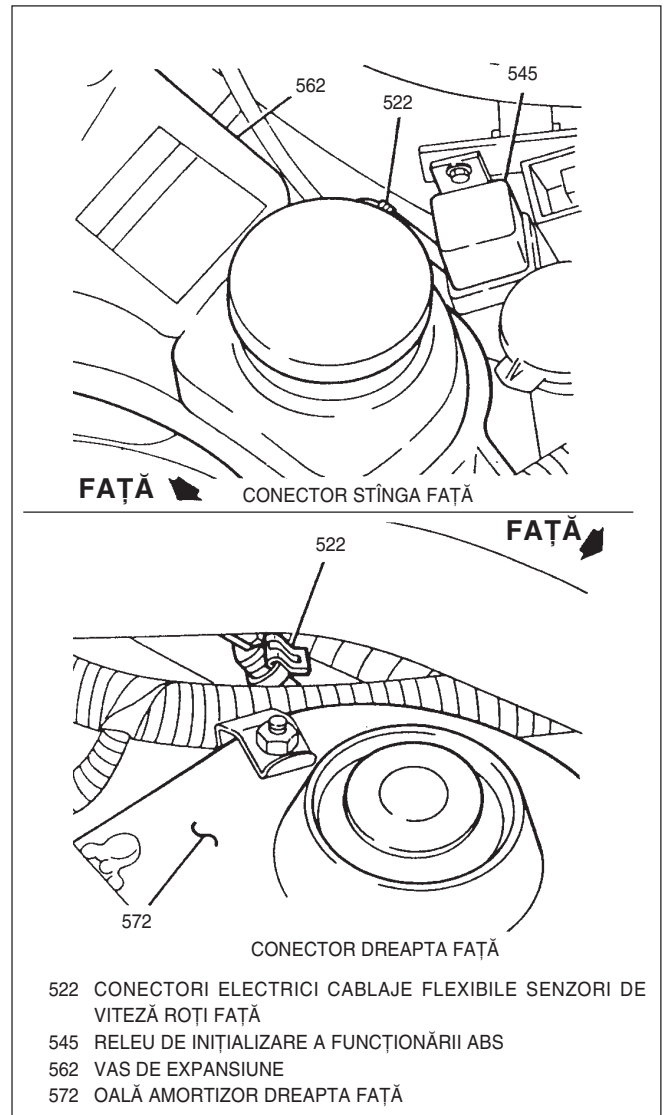 562
522
545
FAȚĂ
CONECTOR STÎNGA FAȚĂ
FAȚĂ
522
572
CONECTOR DREAPTA FAȚĂ
522 CONECTORI ELECTRICI CABLAJE FLEXIBILE SENZORI DE
VITEZĂ ROȚI FAȚĂ
545 RELEU DE INIȚIALIZARE A FUNCȚIONĂRII ABS
562 VAS DE EXPANSIUNE
572 OALĂ AMORTIZOR DREAPTA FAȚĂ